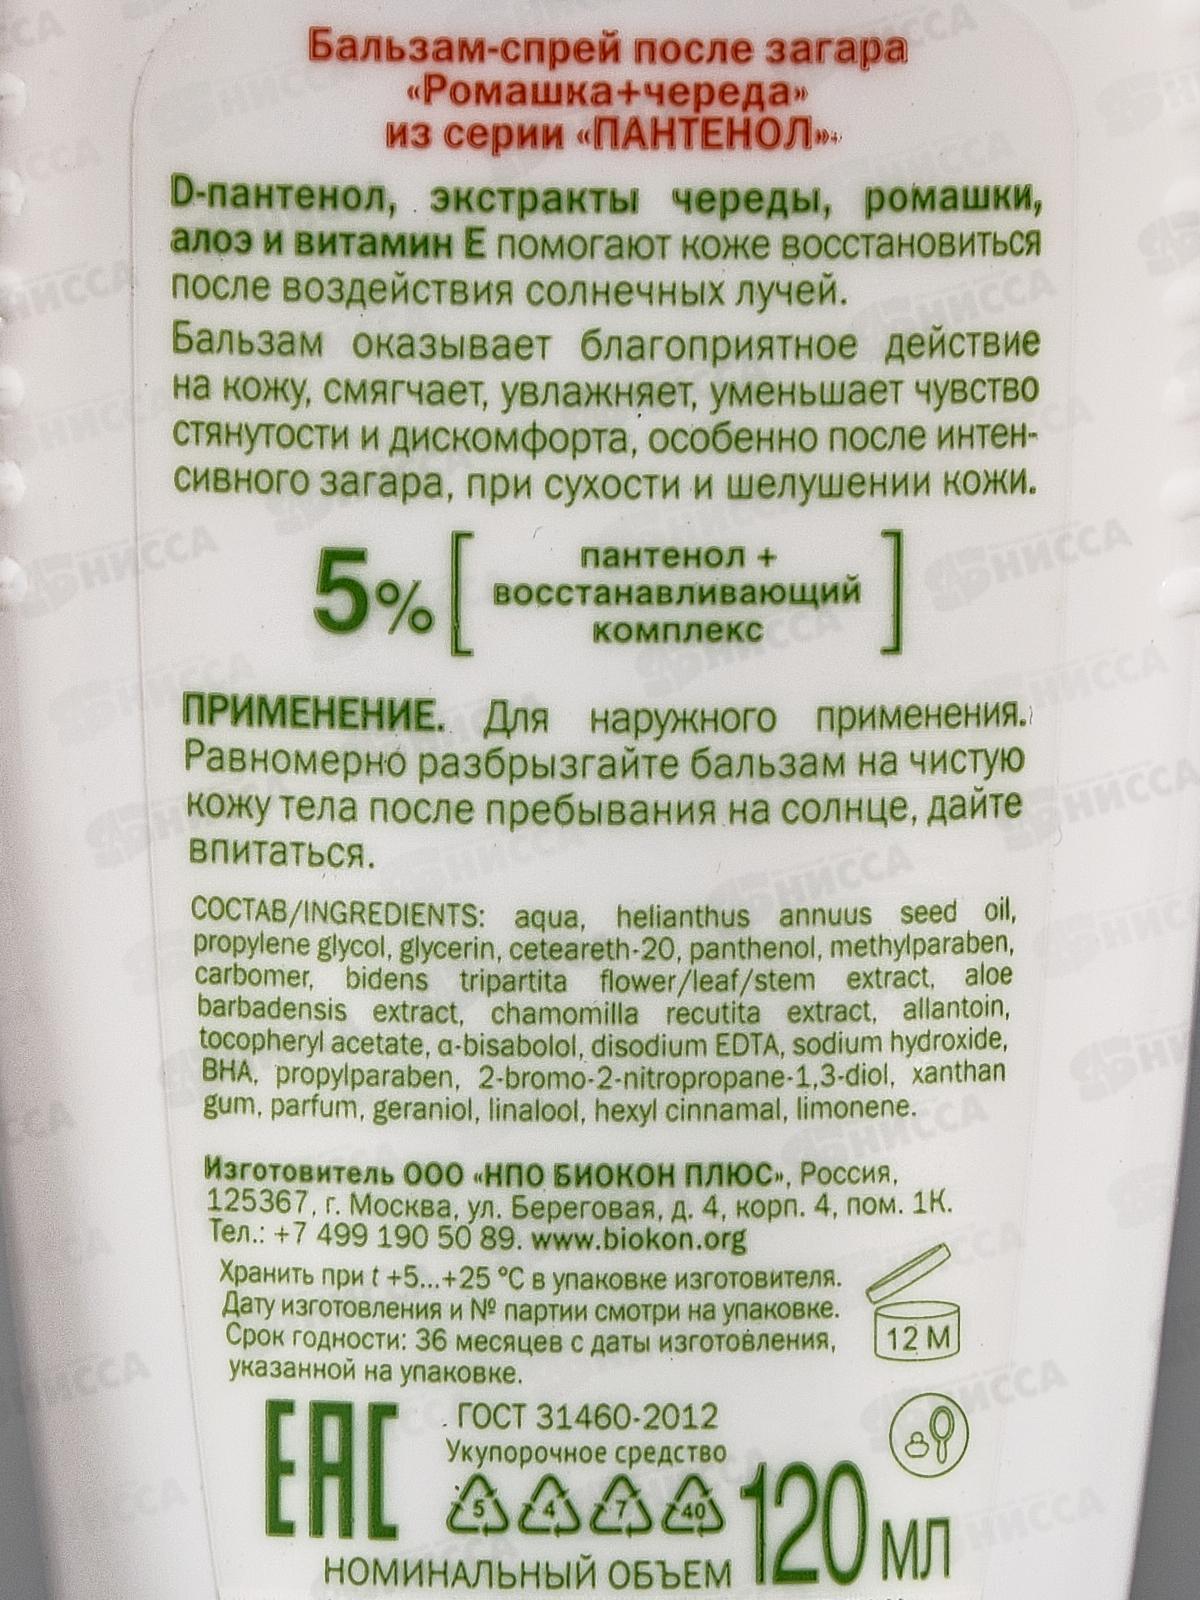 Бальзам-спрей после загара
«Ромашка+череда»
из серии «ПАНТЕНОЛ»
D-пантенол, экстракты череды, ромашки,
алоэ и витамин Е помогают коже восстановиться
после воздействия солнечных лучей.
Бальзам оказывает благоприятное действие
на кожу, смягчает, увлажняет, уменьшает чувство
стянутости и дискомфорта, особенно после интен-
сивного загара, при сухости и шелушении кожи.
5% [ пантенол +
восстанавливающий
комплекс ]
ПРИМЕНЕНИЕ. Для наружного применения.
Равномерно разбрызгайте бальзам на чистую
кожу тела после пребывания на солнце, дайте
впитаться.
СОСТАВ/INGREDIENTS: aqua, helianthus annuus seed oil,
propylene glycol, glycerin, ceteareth-20, panthenol, methylparaben,
carbomer, bidens tripartita flower/leaf/stem extract, aloe
barbadensis extract, chamomilla recutita extract, allantoin,
tocopheryl acetate, α-bisabolol, disodium EDTA, sodium hydroxide,
BHA, propylparaben, 2-bromo-2-nitropropane-1,3-diol, xanthan
gum, parfum, geraniol, linalool, hexyl cinnamal, limonene.
Изготовитель ООО «НПО БИОКОН ПЛЮС», Россия,
125367, г. Москва, ул. Береговая, д. 4, корп. 4, пом. 1К.
Тел.: +7 499 190 50 89. www.biokon.org
Хранить при t +5...+25 °C в упаковке изготовителя.
Дату изготовления и № партии смотри на упаковке.
Срок годности: 36 месяцев с даты изготовления,
указанной на упаковке.
12 М
ЕАС
ГОСТ 31460-2012
Укупорочное средство
5 4 7 40
НОМИНАЛЬНЫЙ ОБЪЕМ 120 МЛ
НИССА